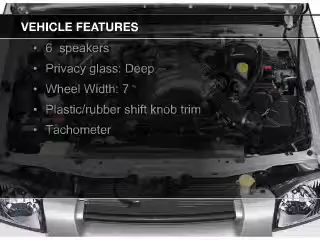 VEHICLE FEATURES
• 6 speakers
• Privacy glass: Deep
• Wheel Width: 7
• Plastic/rubber shift knob trim
• Tachometer